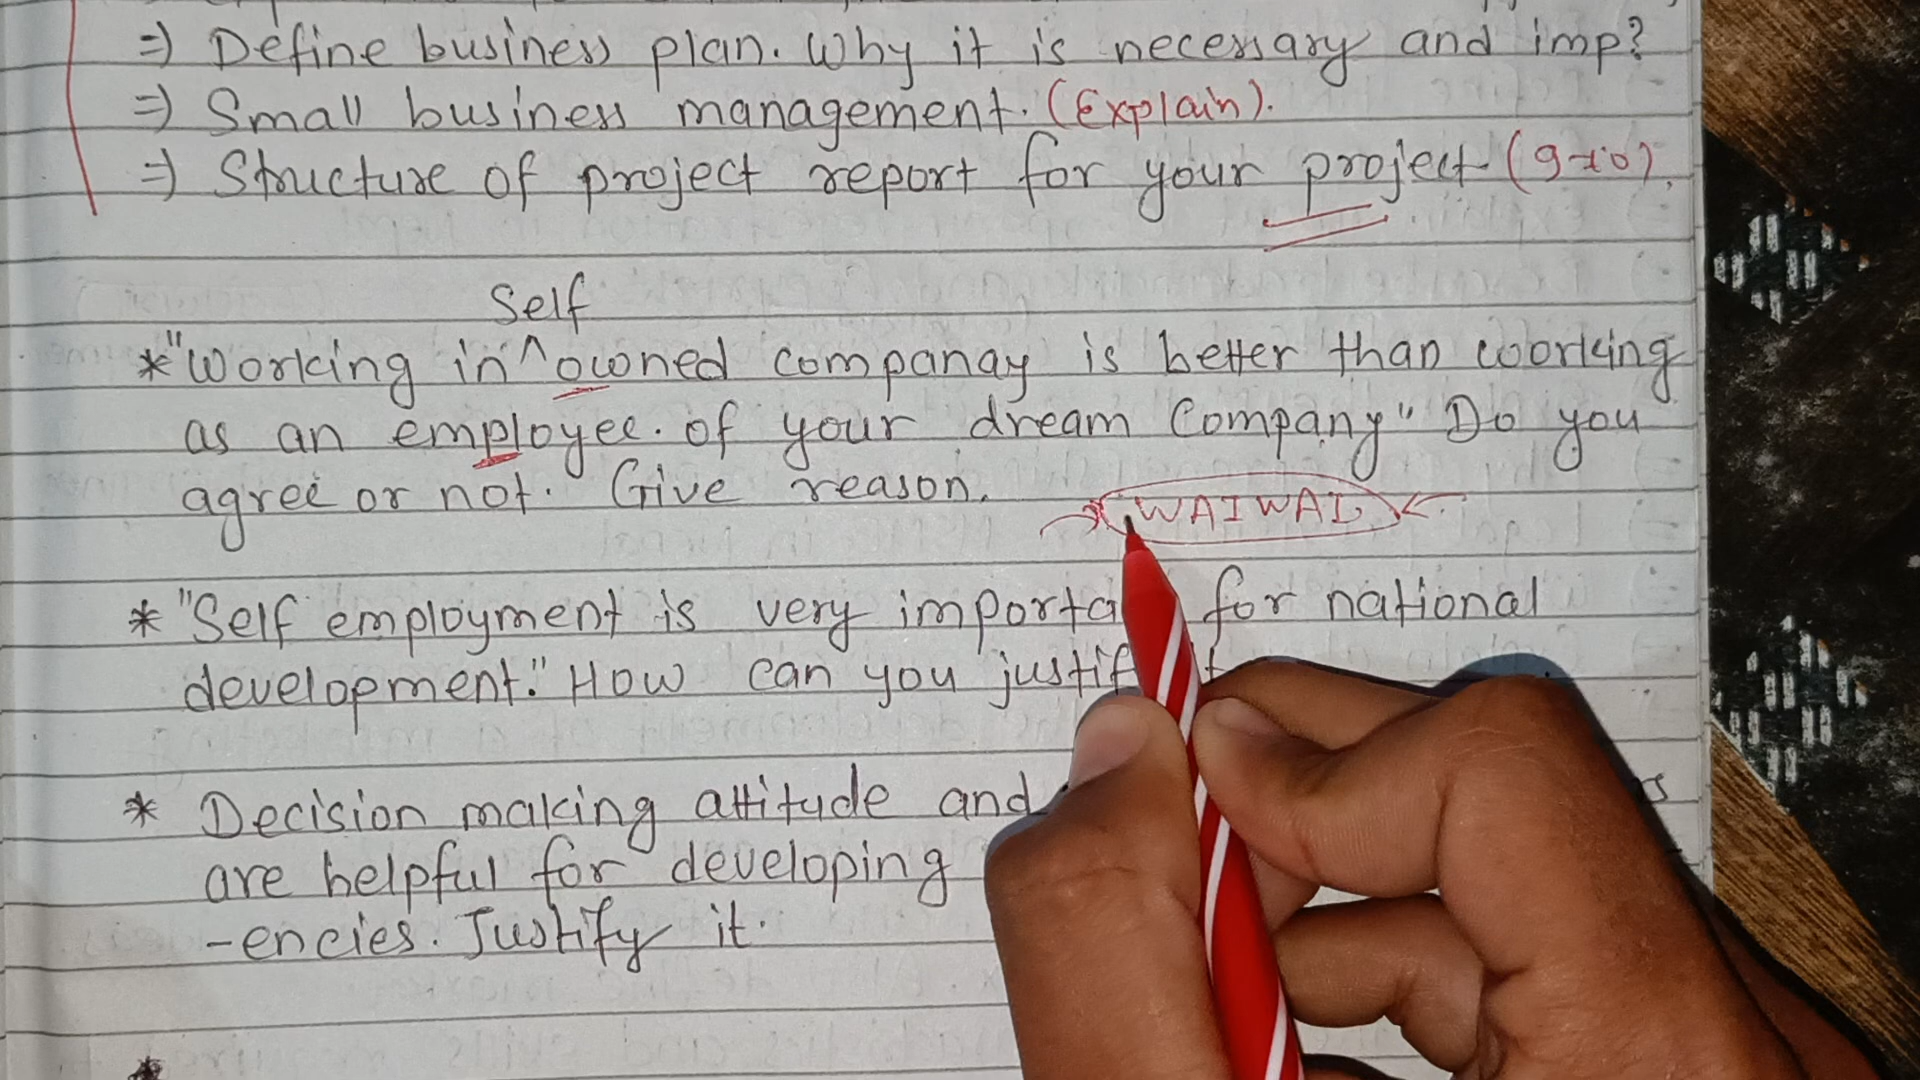 =) Define business plan. Why it is necessary and imp?
=) Small business management. (Explain).
=) Structure of project report for your project (9-10).
Self
*"Working in ^ owned companay is better than working
as an employee. of your dream Company" Do you
agree or not. Give reason.
WAIWAI
* "Self employment is very importa for national
development." How can you justif it
* Decision making attitude and
are helpful for developing
-encies. Justify it.
*